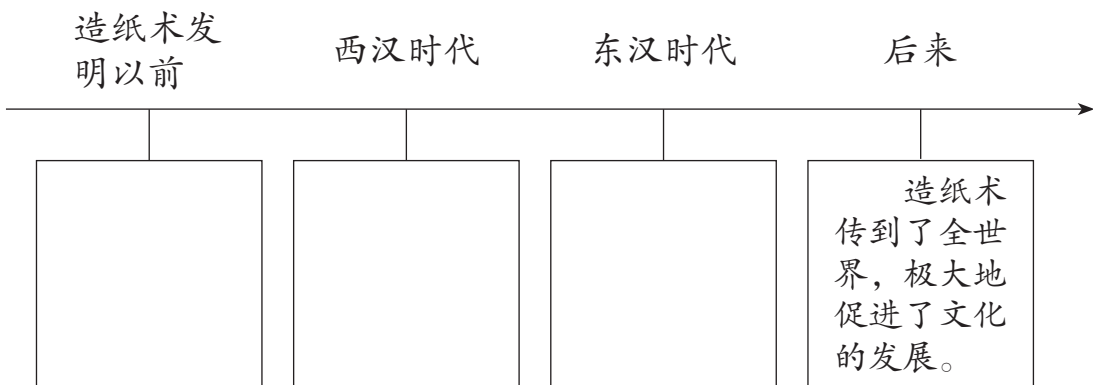 造纸术发
明以前
西汉时代
东汉时代
后来
造纸术
传到了全世
界，极大地
促进了文化
的发展。